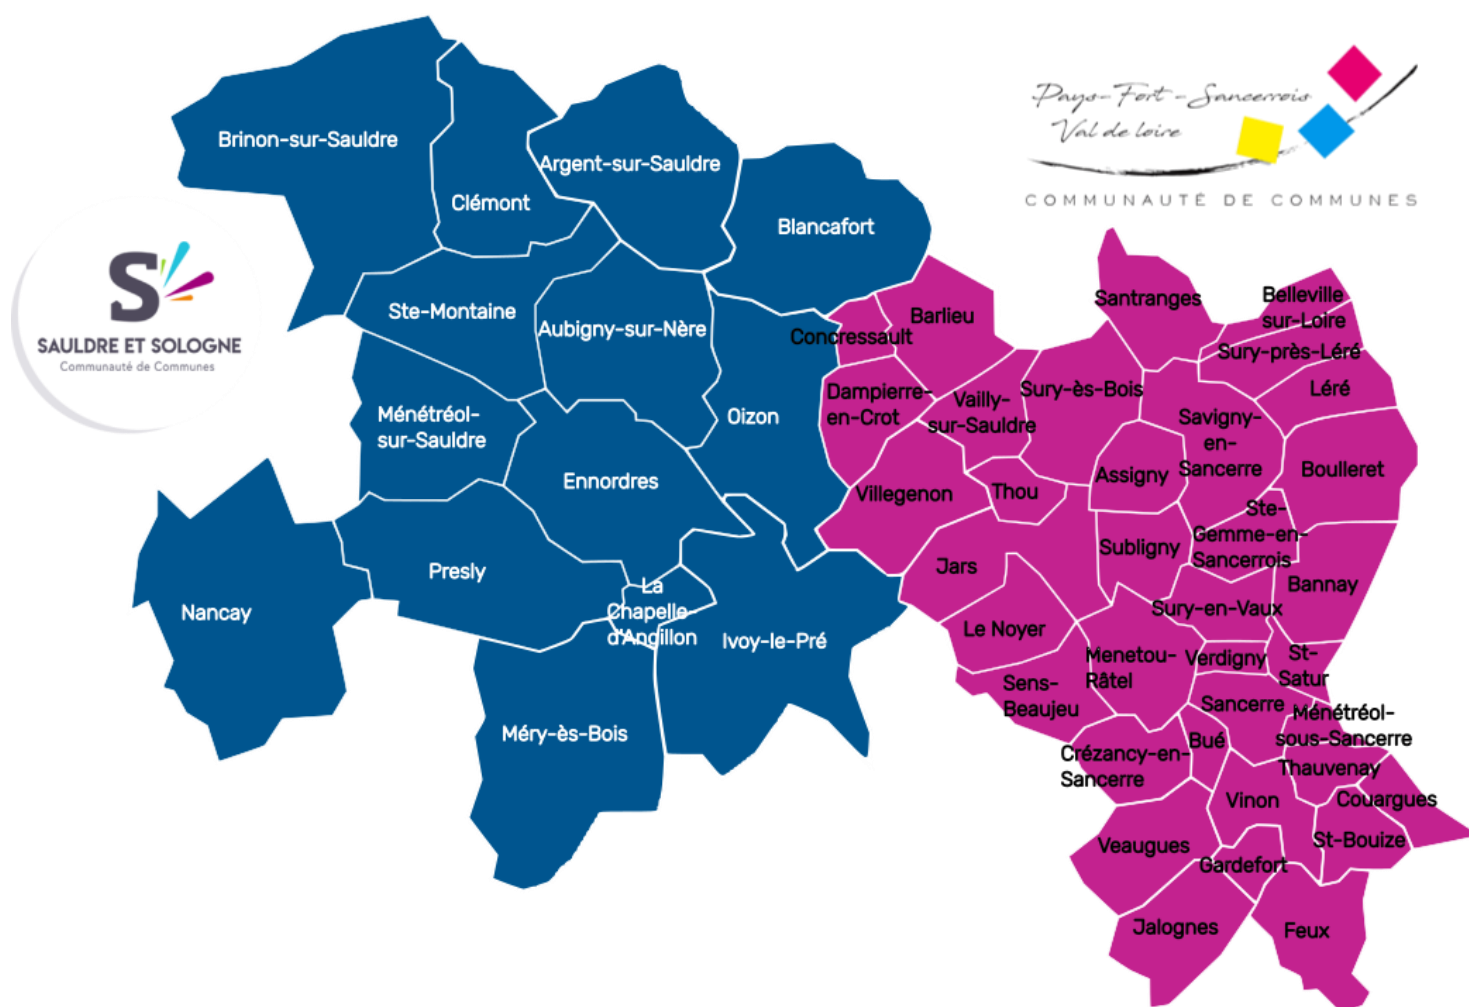 Brinon-sur-Sauldre
Clémont
Argent-sur-Sauldre
Blancafort
Pays-Fort-Sancerrois
Val de loire
COMMUNAUTÉ DE COMMUNES
S
SAULDRE ET SOLOGNE
Communauté de Communes
Ste-Montaine
Aubigny-sur-Nère
Ménétréol-
sur-Sauldre
Oizon
Ennordres
Presly
Nancay
La
Chapelle-
d'Angillon
Ivoy-le-Pré
Méry-ès-Bois
Concressault
Barlieu
Santranges
Belleville
sur-Loire
Sury-près-Léré
Léré
Dampierre-
en-Crot
Vailly-
sur-Sauldre
Sury-ès-Bois
Savigny-
en-
Sancerre
Boulleret
Assigny
Villegenon
Thou
Ste-
Gemme-en-
Sancerrois
Subligny
Jars
Bannay
Sury-en-Vaux
Le Noyer
Menetou-
Râtel
Verdigny
St-
Satur
Sens-
Beaujeu
Sancerre
Ménétréol-
sous-Sancerre
Bué
Crézancy-en-
Sancerre
Thauvenay
Vinon
Couargues
St-Bouize
Veaugues
Gardefort
Jalognes
Feux